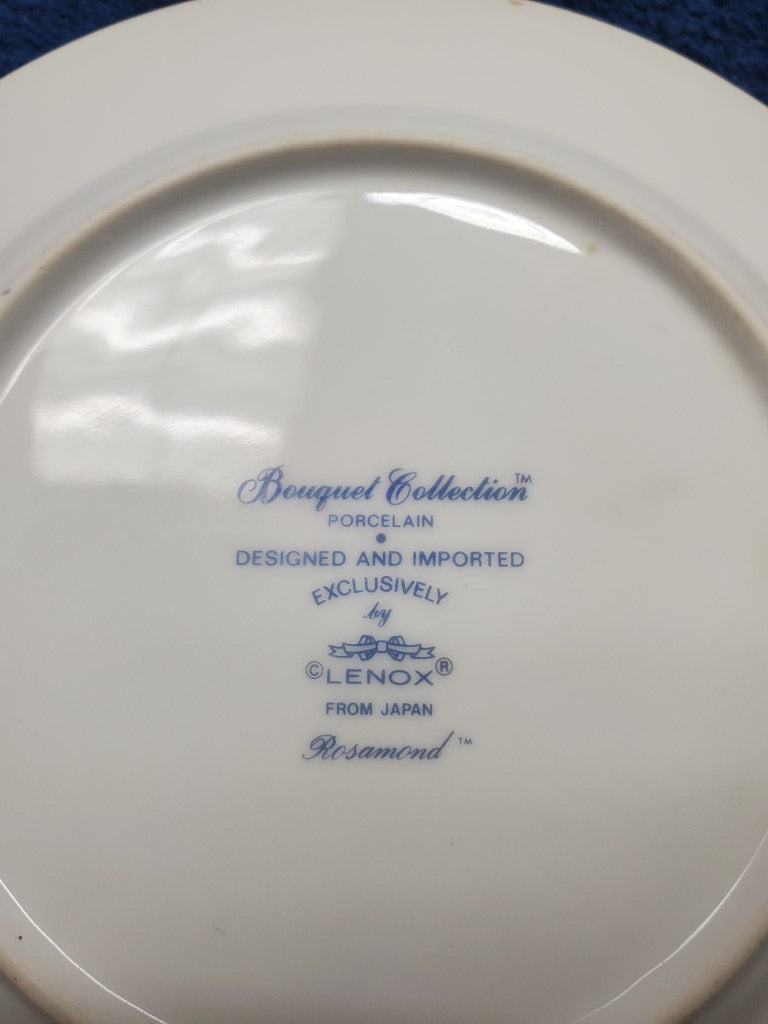 Bouquet Collection™
PORCELAIN
•
DESIGNED AND IMPORTED
EXCLUSIVELY
by
©LENOX®
FROM JAPAN
Rosamond™